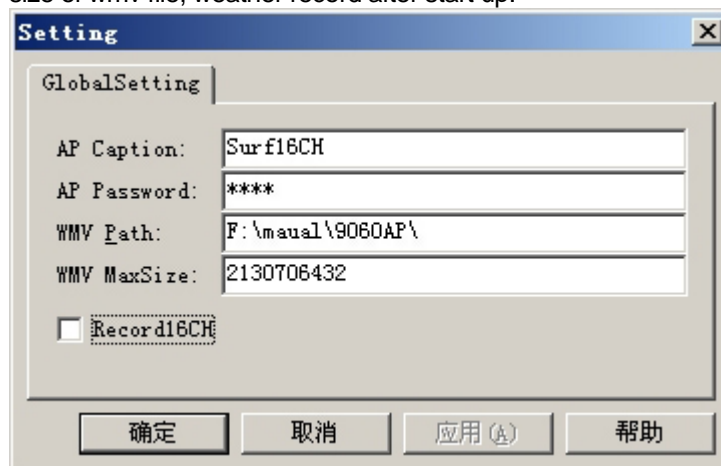 size of wmv file, weather record after start up.
Setting
GlobalSetting
AP Caption: Surf16CH
AP Password: ****
WMV Path: F:\maual\9060AP\
WMV MaxSize: 2130706432
Record16CH
确定 取消 应用(A) 帮助